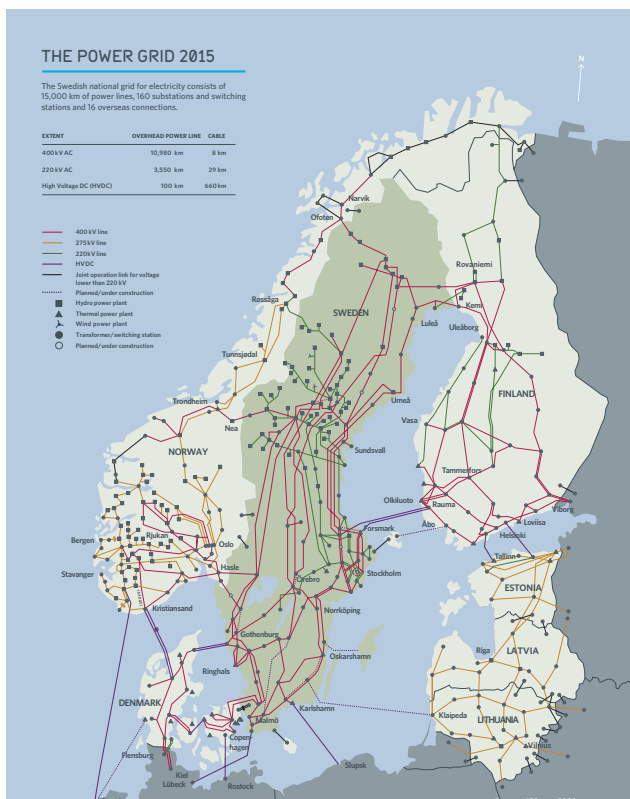 THE POWER GRID 2015
The Swedish national grid for electricity consists of
15,000 km of power lines, 160 substations and switching
stations and 16 overseas connections.
EXTENT OVERHEAD POWER LINE CABLE
400 kV AC 10,980 km 8 km
220 kV AC 3,550 km 29 km
High Voltage DC (HVDC) 100 km 660 km
400 kV line
275 kV line
220 kV line
HVDC
Joint operation link for voltage
lower than 220 kV
Planned/under construction
Hydro power plant
Thermal power plant
Wind power plant
Transformer/switching station
Planned/under construction
N
Narvik
Ofoten
Rovaniemi
Røssåga
SWEDEN
Kemi
Luleå
Uleåborg
Tunnsjødal
FINLAND
Trondheim
Umeå
Nea
Vasa
NORWAY
Sundsvall
Tammerfors
Olkiluoto
Rauma
Viborg
Åbo
Lovisa
Forsmark
Helsinki
Bergen
Rjukan
Oslo
Tallinn
Stavanger
Hasle
Stockholm
Örebro
ESTONIA
Kristiansand
Norrköping
Gothenburg
Oskarshamn
Riga
LATVIA
Ringhals
DENMARK
Karlshamn
Klaipeda
LITHUANIA
Malmö
Copen-
hagen
Vilnius
Flensburg
Slupsk
Kiel
Lübeck
Rostock